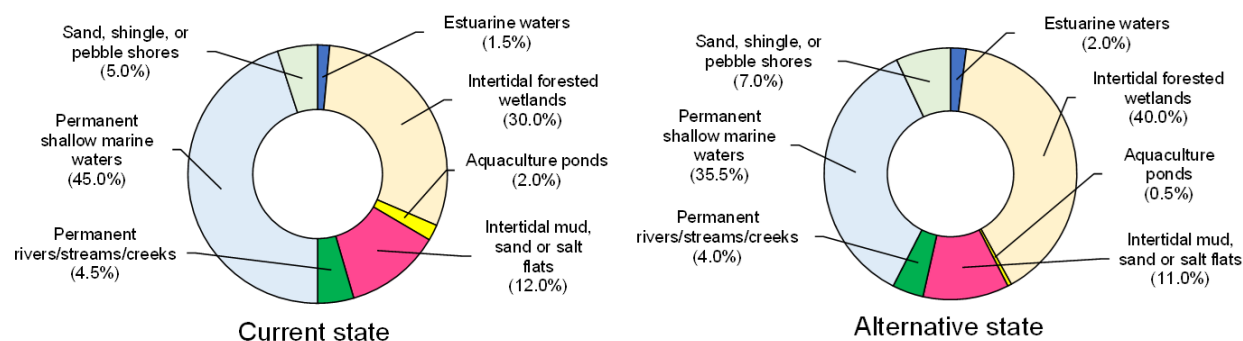 Estuarine waters
(1.5%)
Sand, shingle, or
pebble shores
(5.0%)
Intertidal forested
wetlands
(30.0%)
Permanent
shallow marine
waters
(45.0%)
Aquaculture ponds
(2.0%)
Permanent
rivers/streams/creeks
(4.5%)
Intertidal mud,
sand or salt
flats
(12.0%)
Current state
Estuarine waters
(2.0%)
Sand, shingle, or
pebble shores
(7.0%)
Intertidal forested
wetlands
(40.0%)
Permanent
shallow marine
waters
(35.5%)
Aquaculture
ponds
(0.5%)
Permanent
rivers/streams/creeks
(4.0%)
Intertidal mud,
sand or salt flats
(11.0%)
Alternative state